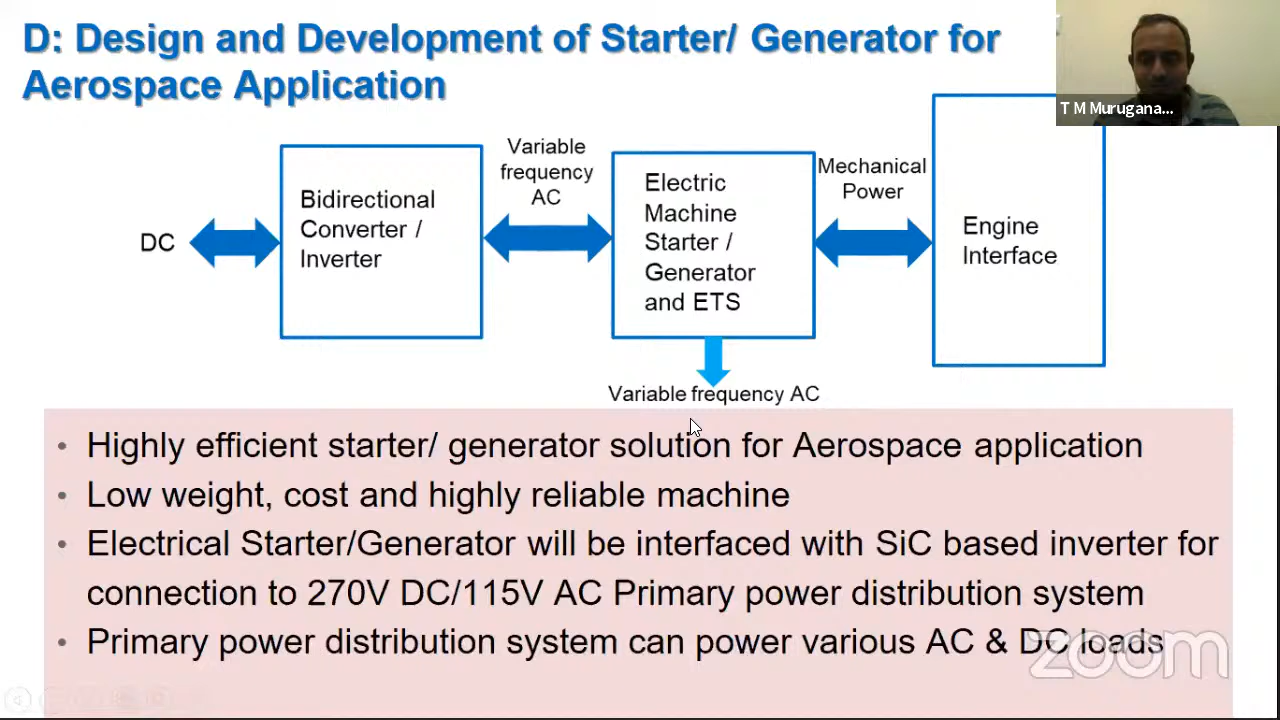 D: Design and Development of Starter/ Generator for
Aerospace Application
T M Murugana...
Variable
frequency
AC
Mechanical
Power
DC
Bidirectional
Converter /
Inverter
Electric
Machine
Starter /
Generator
and ETS
Engine
Interface
Variable frequency AC
• Highly efficient starter/ generator solution for Aerospace application
• Low weight, cost and highly reliable machine
• Electrical Starter/Generator will be interfaced with SiC based inverter for
connection to 270V DC/115V AC Primary power distribution system
• Primary power distribution system can power various AC & DC loads
zoom